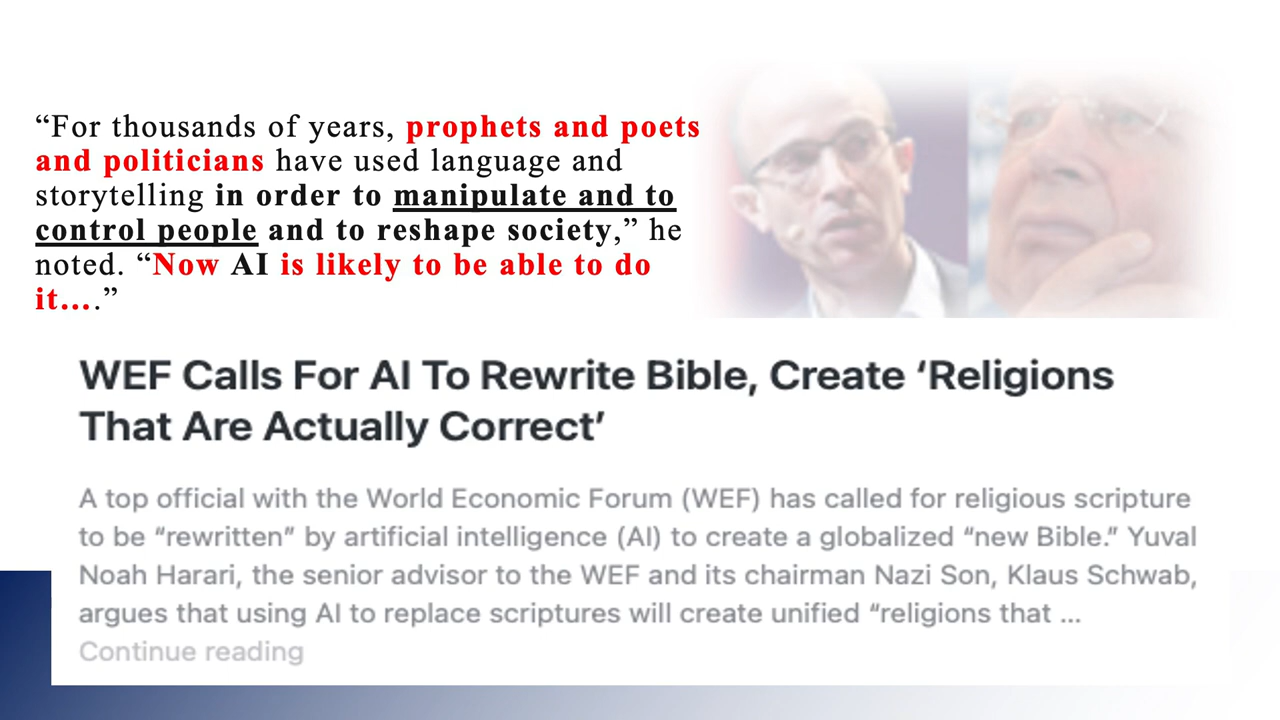 “For thousands of years, prophets and poets
and politicians have used language and
storytelling in order to manipulate and to
control people and to reshape society,” he
noted. “Now AI is likely to be able to do
it….”
WEF Calls For AI To Rewrite Bible, Create ‘Religions
That Are Actually Correct’
A top official with the World Economic Forum (WEF) has called for religious scripture
to be “rewritten” by artificial intelligence (AI) to create a globalized “new Bible.” Yuval
Noah Harari, the senior advisor to the WEF and its chairman Nazi Son, Klaus Schwab,
argues that using AI to replace scriptures will create unified “religions that ...
Continue reading